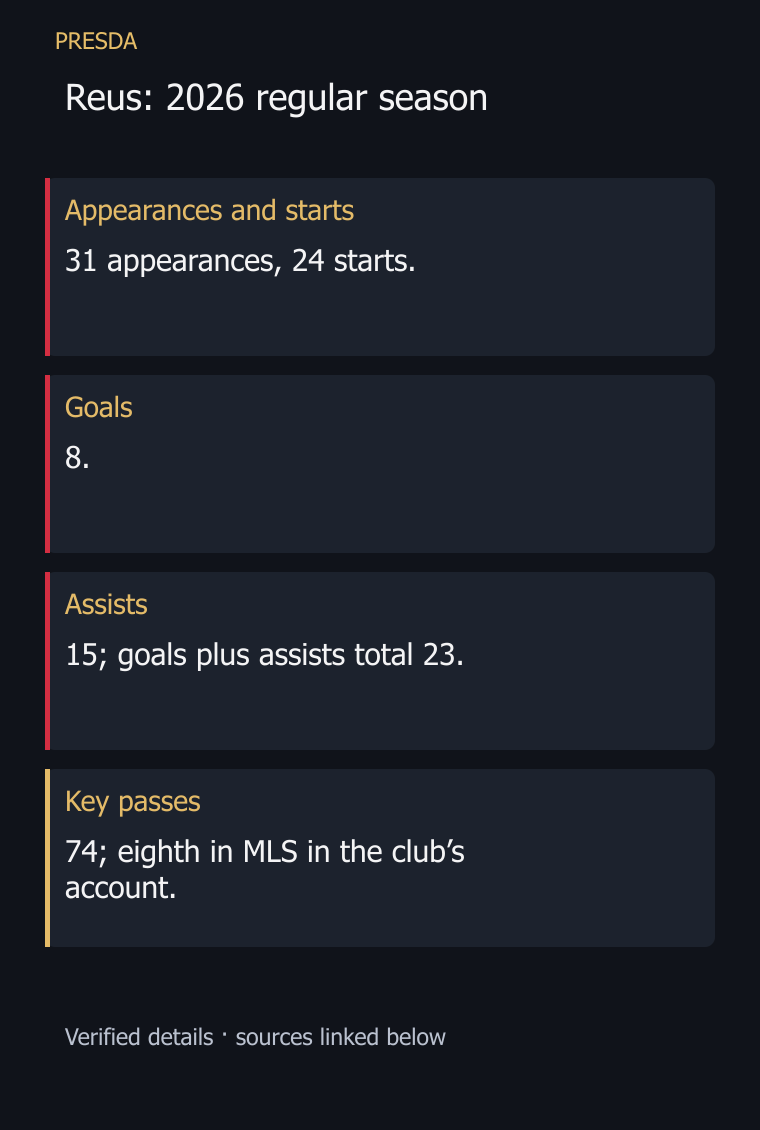 PRESDA
Reus: 2026 regular season
Appearances and starts
31 appearances, 24 starts.
Goals
8.
Assists
15; goals plus assists total 23.
Key passes
74; eighth in MLS in the club’s
account.
Verified details · sources linked below